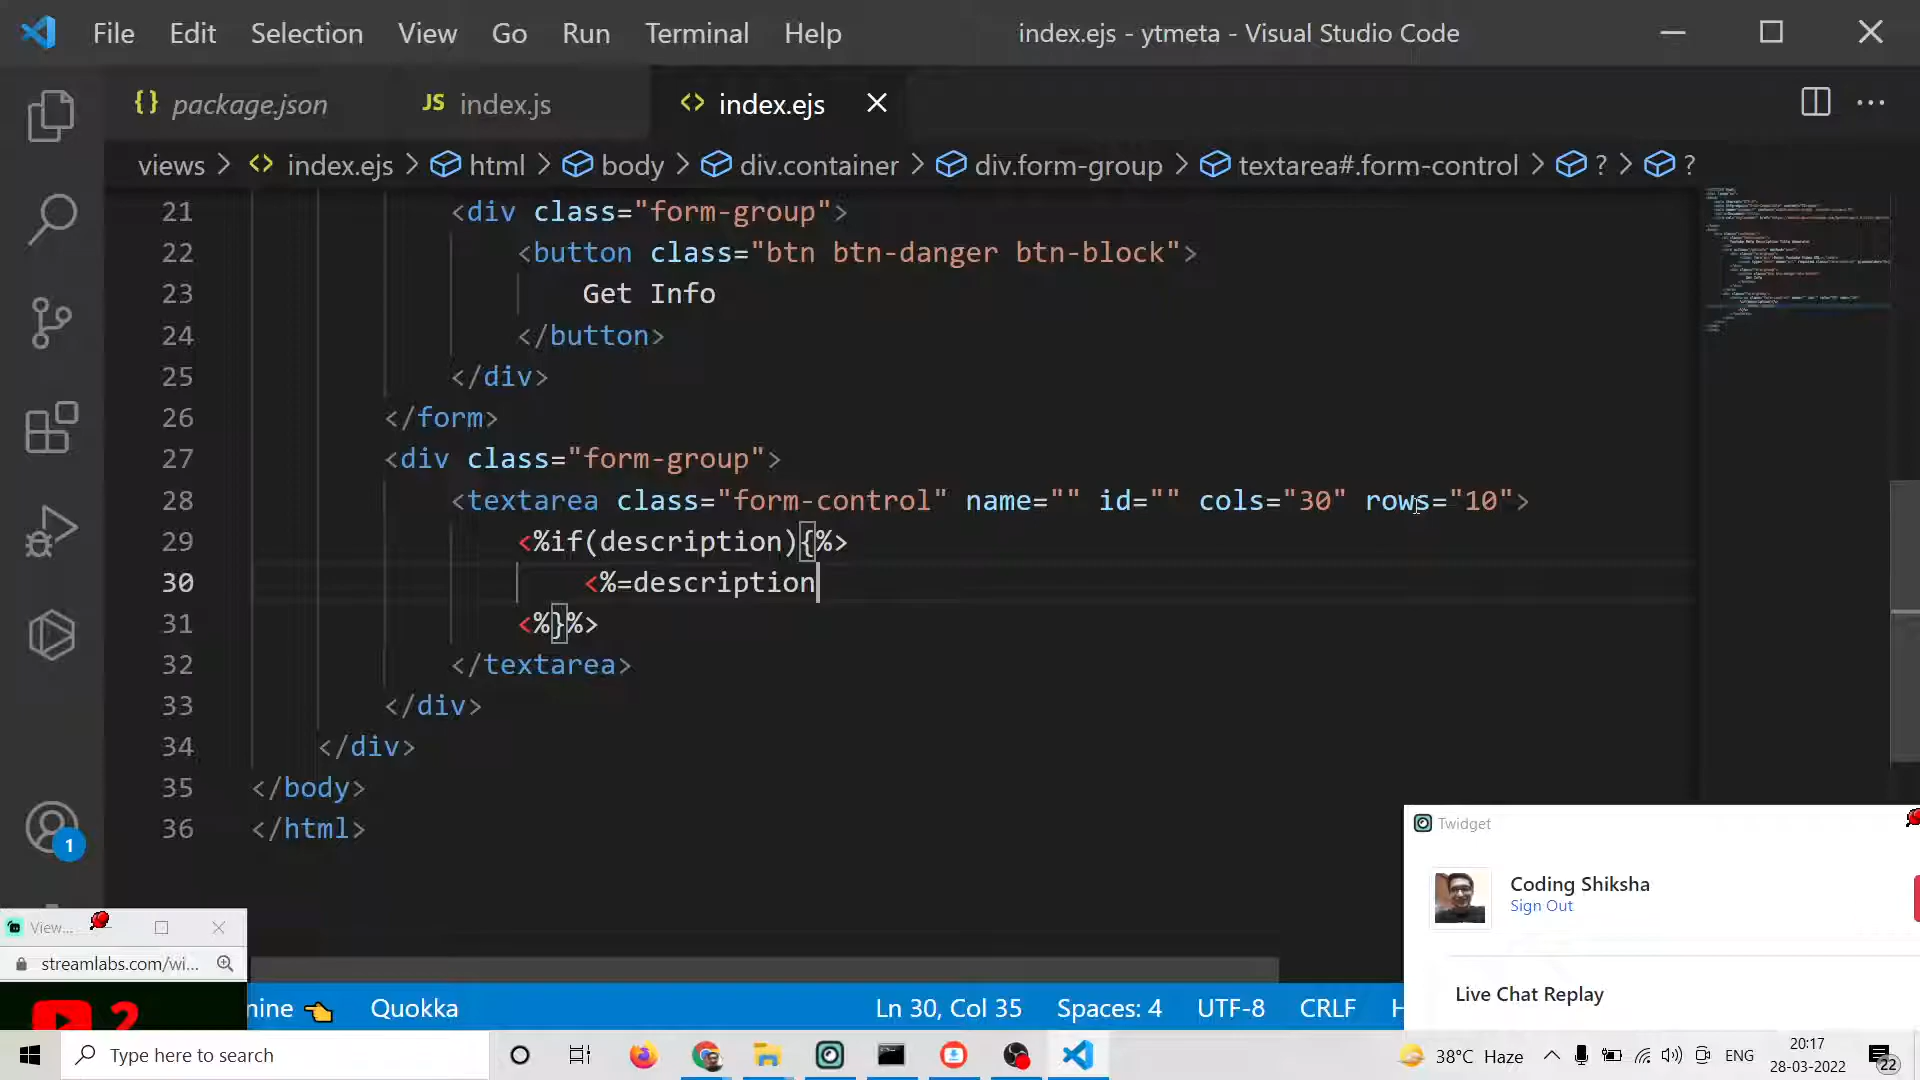 File Edit Selection View Go Run Terminal Help index.ejs - ytmeta - Visual Studio Code
{} package.json JS index.js <> index.ejs
views > <> index.ejs > html > body > div.container > div.form-group > textarea#.form-control > ? > ?
21 <div class="form-group">
22 <button class="btn btn-danger btn-block">
23 Get Info
24 </button>
25 </div>
26 </form>
27 <div class="form-group">
28 <textarea class="form-control" name="" id="" cols="30" rows="10">
29 <%if(description){%>
30 <%=description
31 <%}%>
32 </textarea>
33 </div>
34 </div>
35 </body>
36 </html>
1
Twidget
Coding Shiksha
Sign Out
Live Chat Replay
View...
streamlabs.com/wi...
2
Quokka Ln 30, Col 35 Spaces: 4 UTF-8 CRLF
Type here to search
38°C Haze ENG
20:17
28-03-2022
22